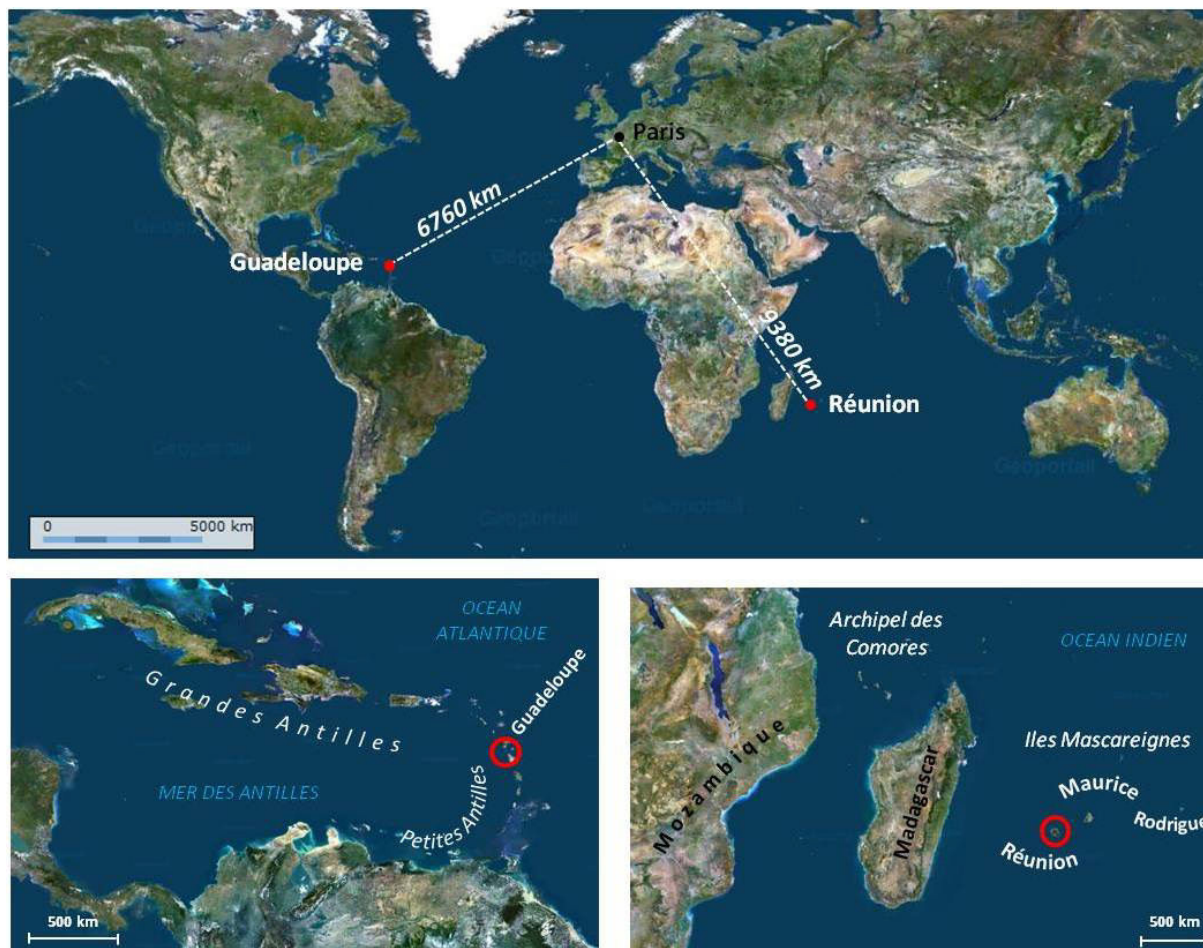 Paris
6760 km
Guadeloupe
9380 km
Réunion
Geoportail
0 5000 km
OCEAN
ATLANTIQUE
Guadeloupe
Grandes Antilles
MER DES ANTILLES
Petites Antilles
500 km
Archipel des
Comores
OCEAN INDIEN
Mozambique
Madagascar
Iles Mascareignes
Maurice
Rodrigue
Réunion
500 km